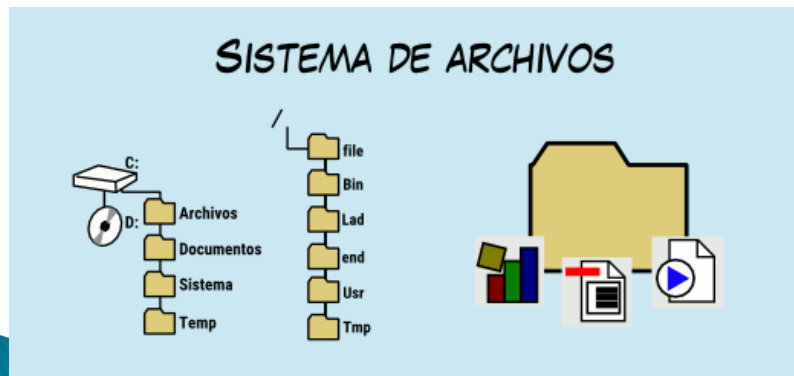 SISTEMA DE ARCHIVOS
C:
D:
Archivos
Documentos
Sistema
Temp
/
file
Bin
Lad
end
Usr
Tmp